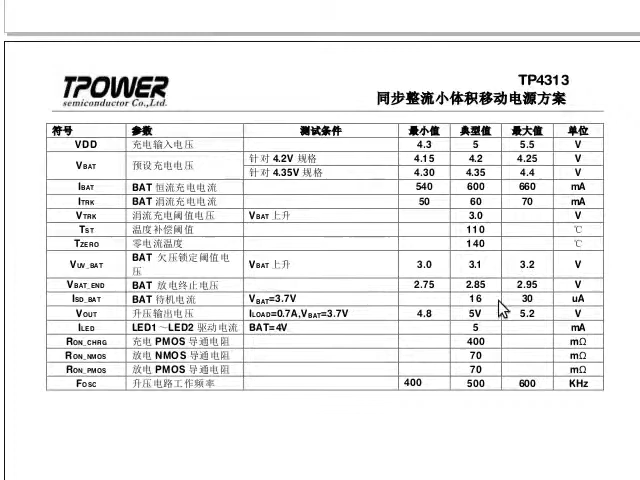 TPOWER
semiconductor Co.,Ltd.
TP4313
同步整流小体积移动电源方案
符号 参数 测试条件 最小值 典型值 最大值 单位
VDD 充电输入电压 4.3 5 5.5 V
VBAT 预设充电电压 针对 4.2V 规格 4.15 4.2 4.25 V
针对 4.35V 规格 4.30 4.35 4.4 V
IBAT BAT 恒流充电电流 540 600 660 mA
ITRK BAT 涓流充电电流 50 60 70 mA
VTRK 涓流充电阈值电压 VBAT 上升 3.0 V
TST 温度补偿阈值 110 ℃
TZERO 零电流温度 140 ℃
VUV_BAT BAT 欠压锁定阈值电压 VBAT 上升 3.0 3.1 3.2 V
VBAT_END BAT 放电终止电压 2.75 2.85 2.95 V
ISD_BAT BAT 待机电流 VBAT=3.7V 16 30 uA
VOUT 升压输出电压 ILOAD=0.7A,VBAT=3.7V 4.8 5V 5.2 V
ILED LED1～LED2 驱动电流 BAT=4V 5 mA
RON_CHRG 充电 PMOS 导通电阻 400 mΩ
RON_NMOS 放电 NMOS 导通电阻 70 mΩ
RON_PMOS 放电 PMOS 导通电阻 70 mΩ
FOSC 升压电路工作频率 400 500 600 KHz